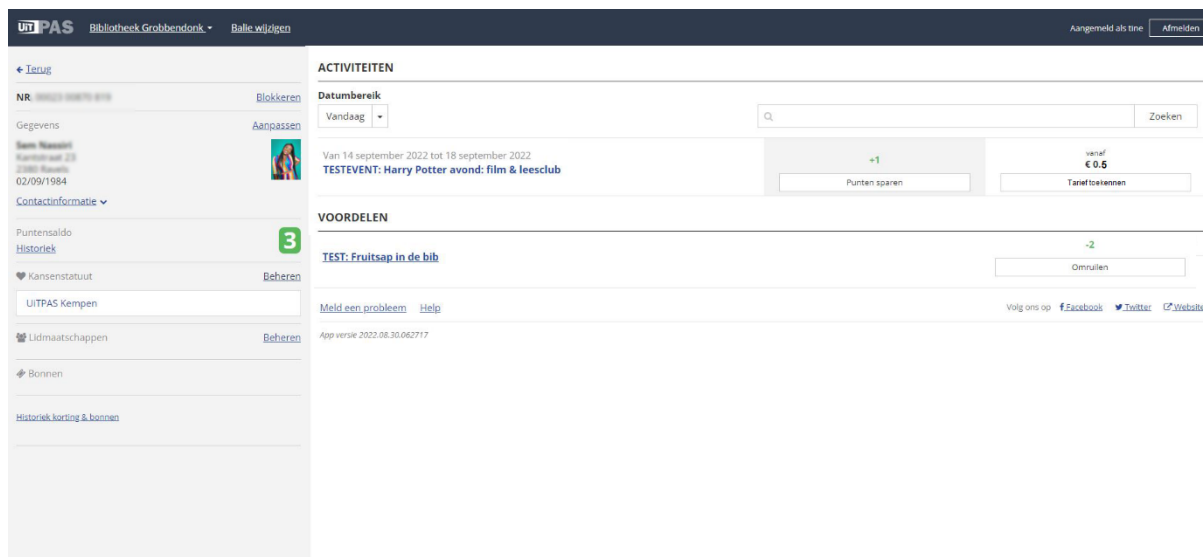 UiTPAS Bibliotheek Grobbendonk Balie wijzigen Aangemeld als tine Afmelden
Terug
NR: Blokkeren
Gegevens Aanpassen
02/09/1984
Contactinformatie
Puntensaldo
Historiek 3
Kansenstatuut Beheren
UiTPAS Kempen
Lidmaatschappen Beheren
Bonnen
Historiek korting & bonnen
ACTIVITEITEN
Datumbereik
Vandaag Zoeken
Van 14 september 2022 tot 18 september 2022
TESTEVENT: Harry Potter avond: film & leesclub
+1
Punten sparen
vanaf
€ 0.5
Tarief toekennen
VOORDELEN
TEST: Fruitsap in de bib
-2
Omruilen
Meld een probleem Help Volg ons op Facebook Twitter Website
App versie 2022.08.30.062717